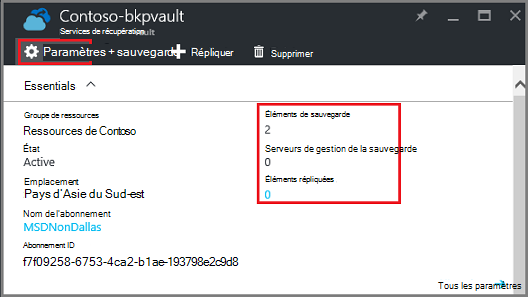 Contoso-bkpvault
Services de récupération
vault
Paramètres + sauvegarde
Répliquer
Supprimer
Essentials
Groupe de ressources
Ressources de Contoso
État
Active
Emplacement
Pays d'Asie du Sud-est
Nom de l'abonnement
MSDNonDallas
Abonnement ID
f7f09258-6753-4ca2-b1ae-193798e2c9d8
Éléments de sauvegarde
2
Serveurs de gestion de la sauvegarde
0
Éléments répliquées
0
Tous les paramètres